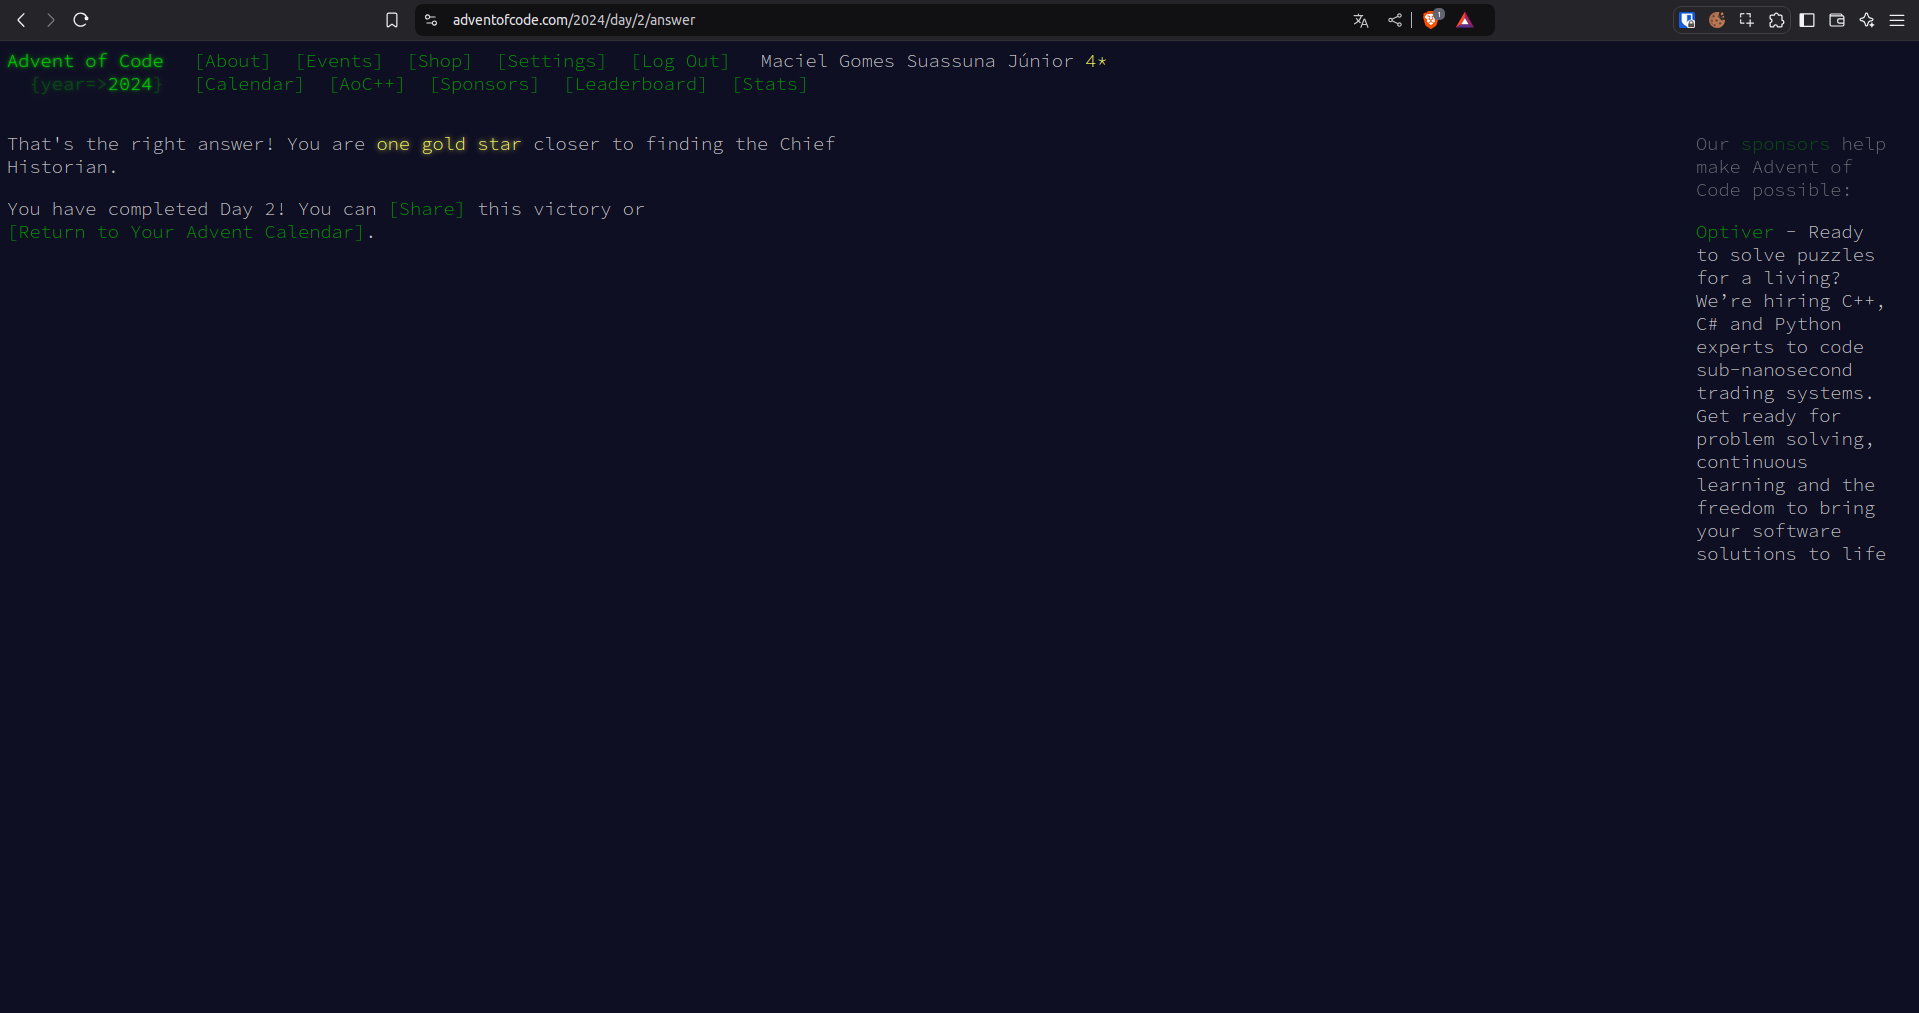 adventofcode.com/2024/day/2/answer
1
Advent of Code [About] [Events] [Shop] [Settings] [Log Out] Maciel Gomes Suassuna Júnior 4*
{year=>2024} [Calendar] [AoC++] [Sponsors] [Leaderboard] [Stats]
That's the right answer! You are one gold star closer to finding the Chief
Historian.
You have completed Day 2! You can [Share] this victory or
[Return to Your Advent Calendar].
Our sponsors help
make Advent of
Code possible:
Optiver - Ready
to solve puzzles
for a living?
We’re hiring C++,
C# and Python
experts to code
sub-nanosecond
trading systems.
Get ready for
problem solving,
continuous
learning and the
freedom to bring
your software
solutions to life